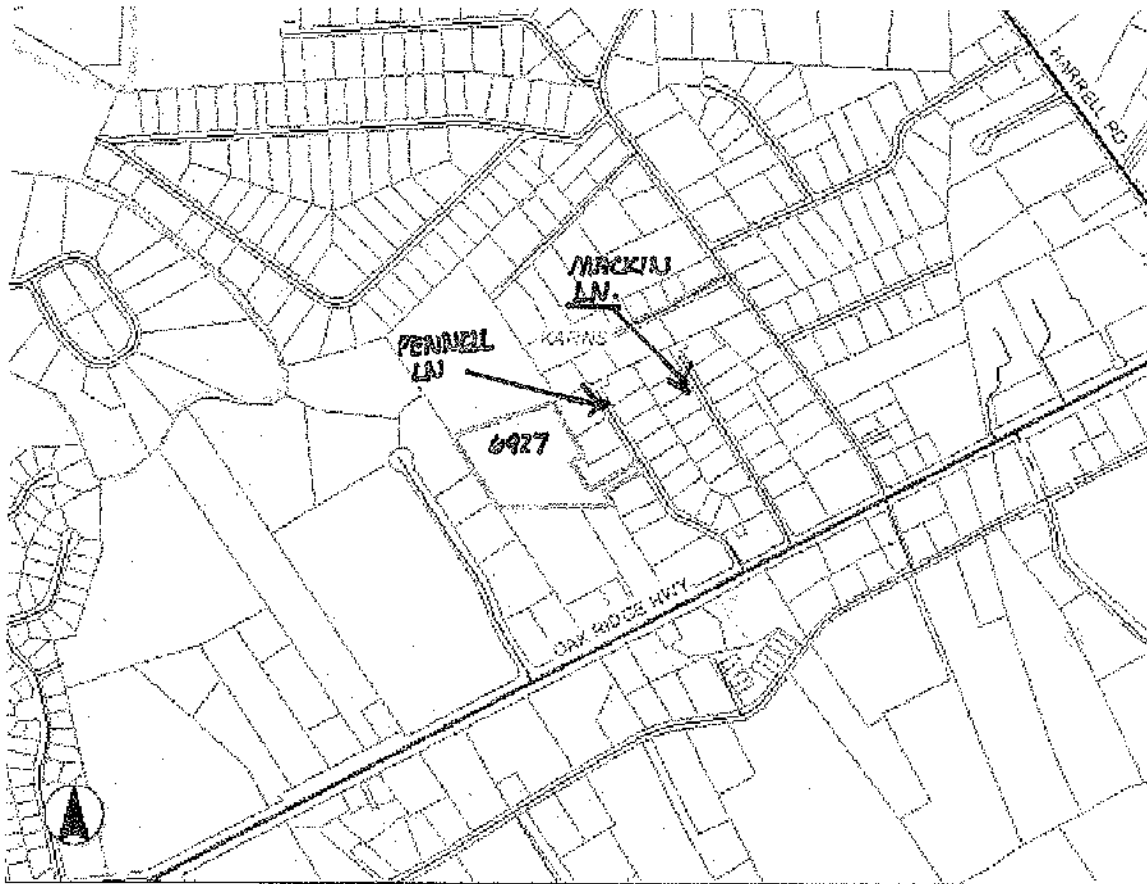 HARRELL RD
MACKIN
LN.
KARNS
PENNELL
LN
6927
OAK RIDGE HWY